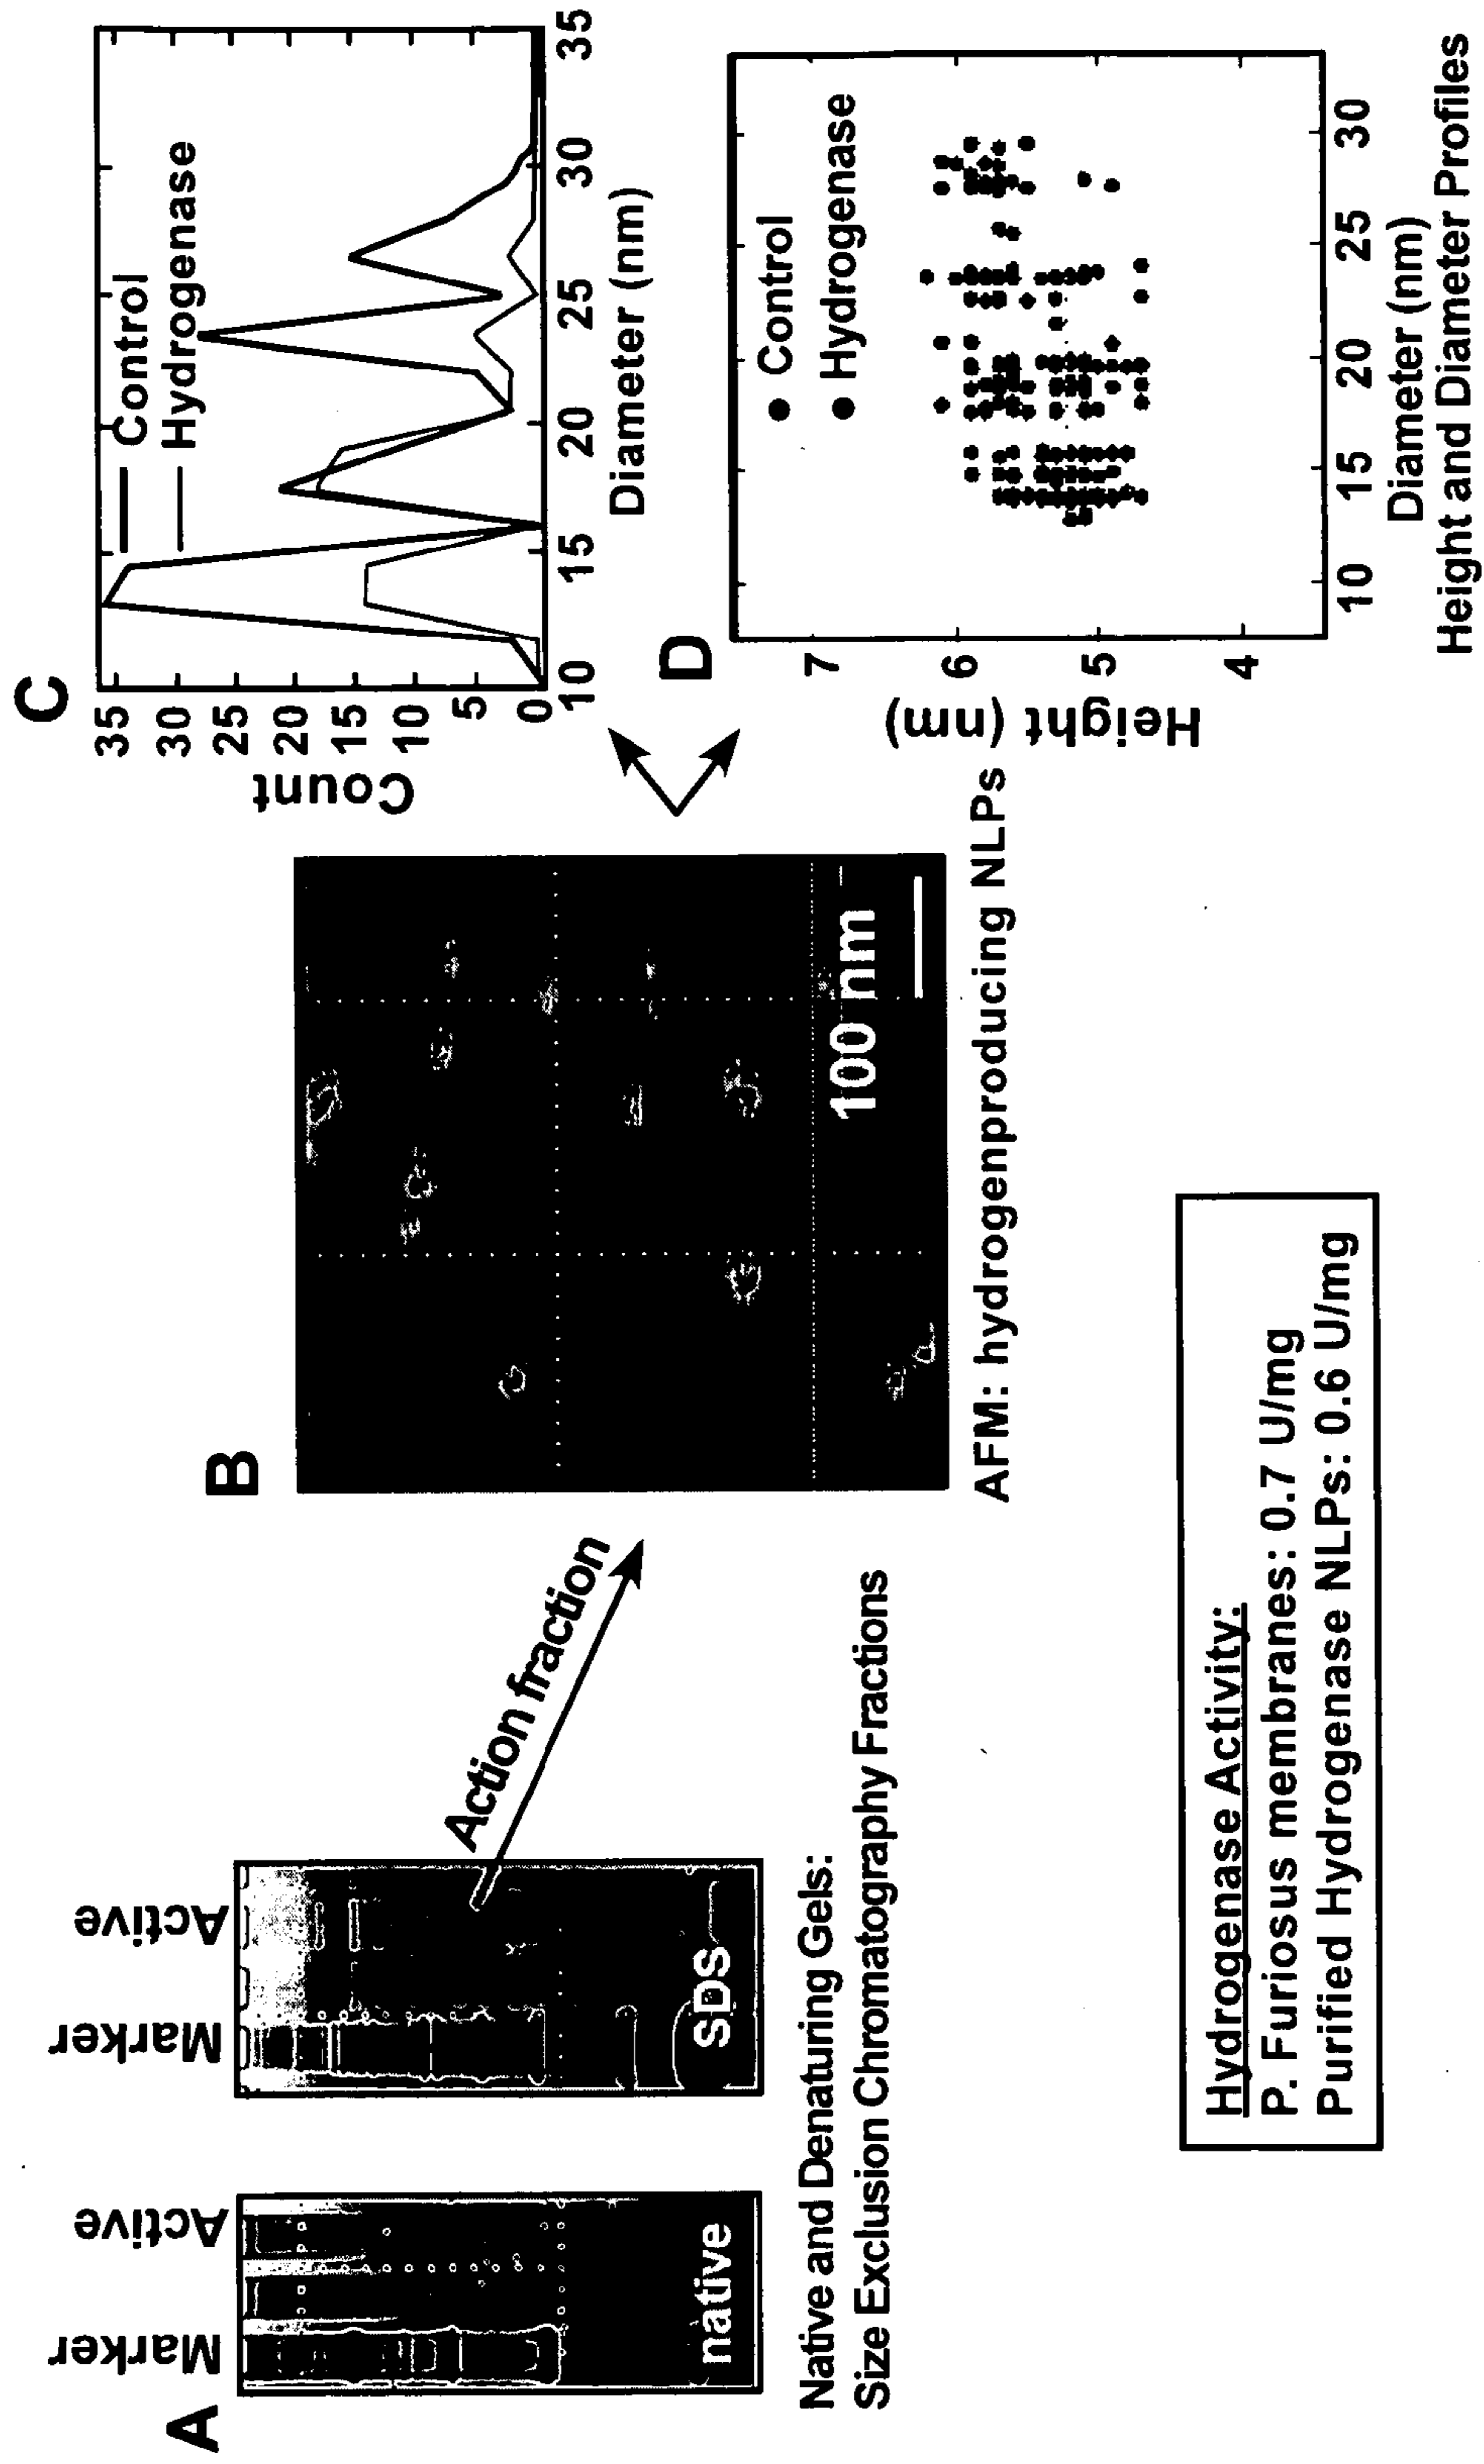 A
Marker
Active
native
Marker
Active
SDS
Native and Denaturing Gels:
Size Exclusion Chromatography Fractions
Action fraction
B
100 nm
AFM: hydrogenproducing NLPs
C
Count
35
30
25
20
15
10
5
0
Control
Hydrogenase
10
15
20
25
30
35
Diameter (nm)
D
Height (nm)
7
6
5
4
Control
Hydrogenase
10
15
20
25
30
Diameter (nm)
Height and Diameter Profiles
Hydrogenase Activity:
P. Furiosus membranes: 0.7 U/mg
Purified Hydrogenase NLPs: 0.6 U/mg